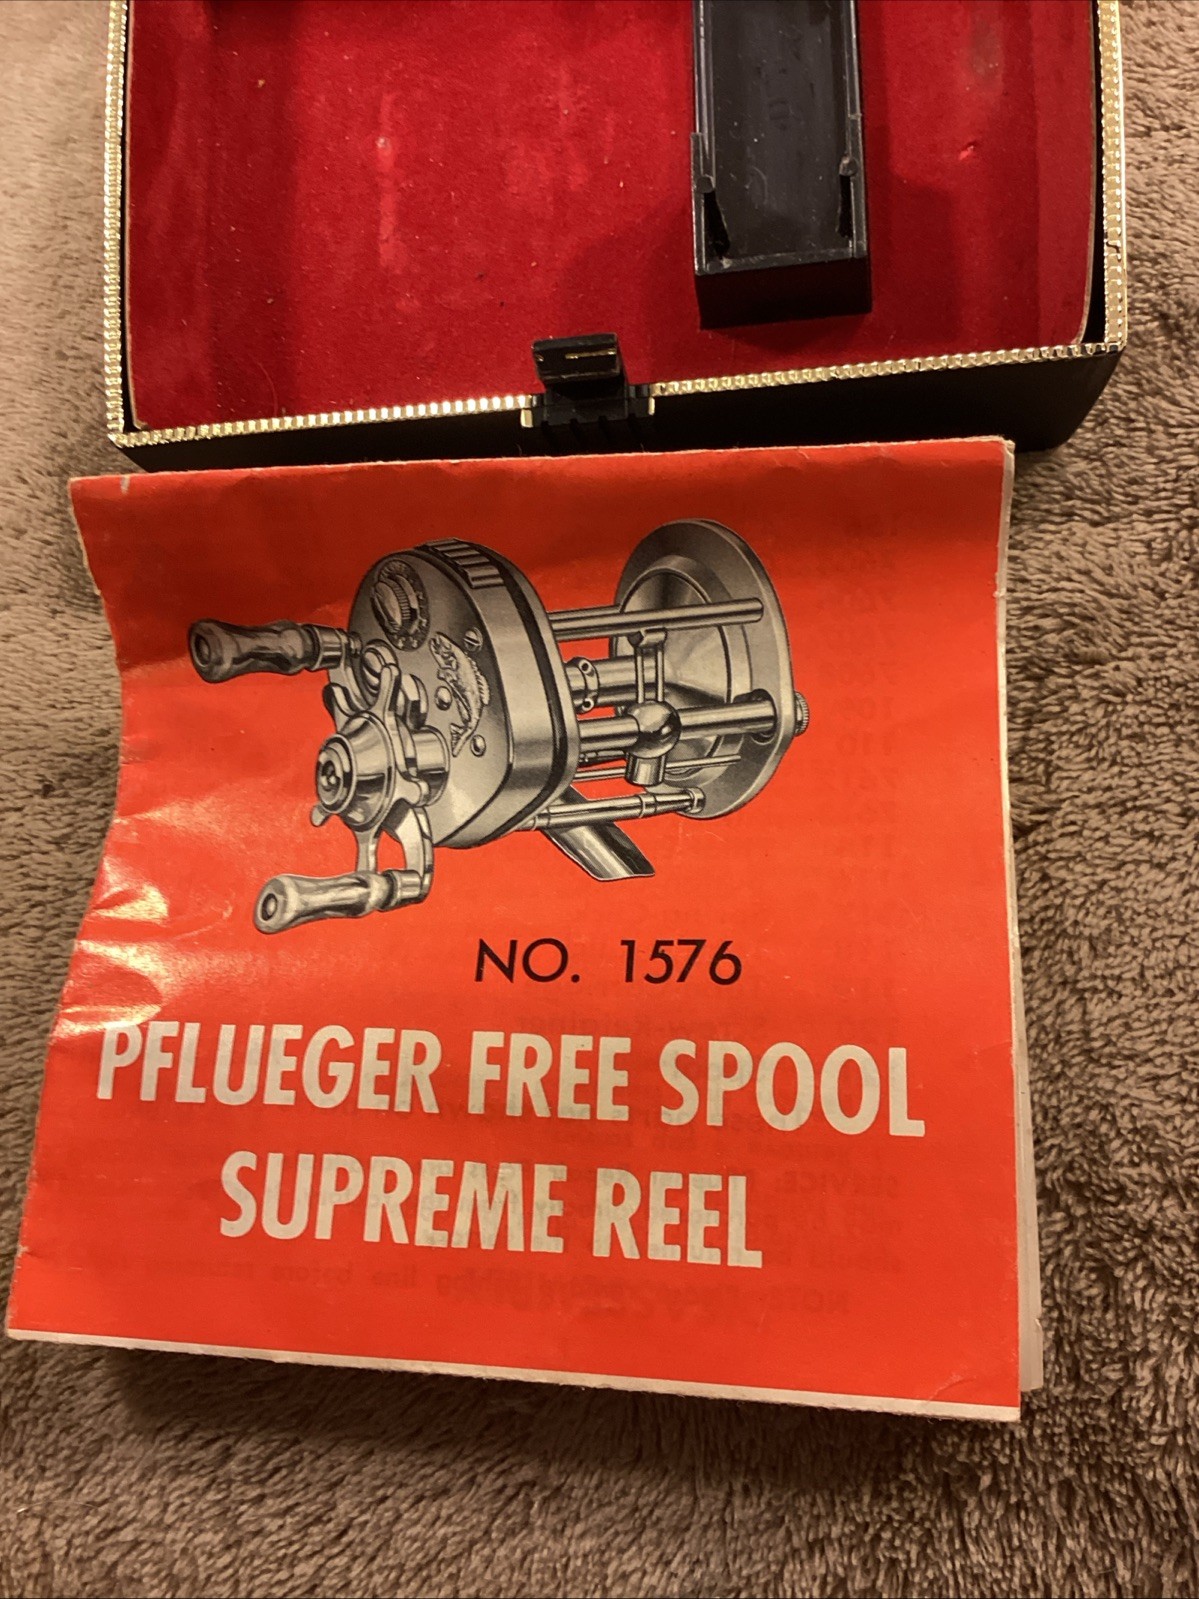 NO. 1576
PFLUEGER FREE SPOOL
SUPREME REEL